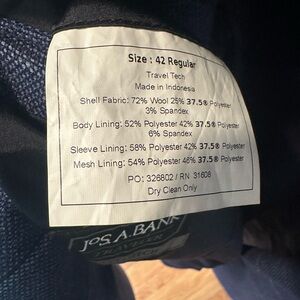 Size : 42 Regular
Travel Tech
Made in Indonesia
Shell Fabric: 72% Wool 25% 37.5® Polyester
3% Spandex
Body Lining: 52% Polyester 42% 37.5® Polyester
6% Spandex
Sleeve Lining: 58% Polyester 42% 37.5® Polyester
Mesh Lining: 54% Polyester 46% 37.5® Polyester
PO: 326802 / RN 31608
Dry Clean Only
JOS. A. BANK